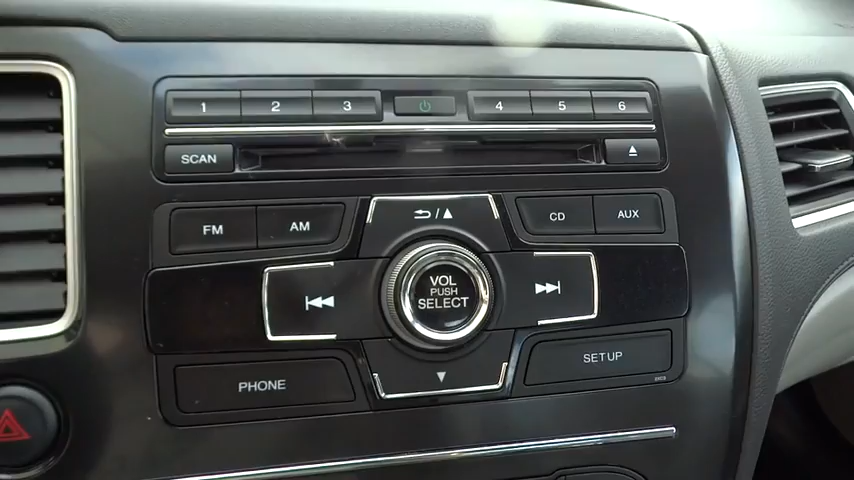 1 2 3 4 5 6
SCAN
FM AM CD AUX
VOL
PUSH
SELECT
PHONE
SETUP